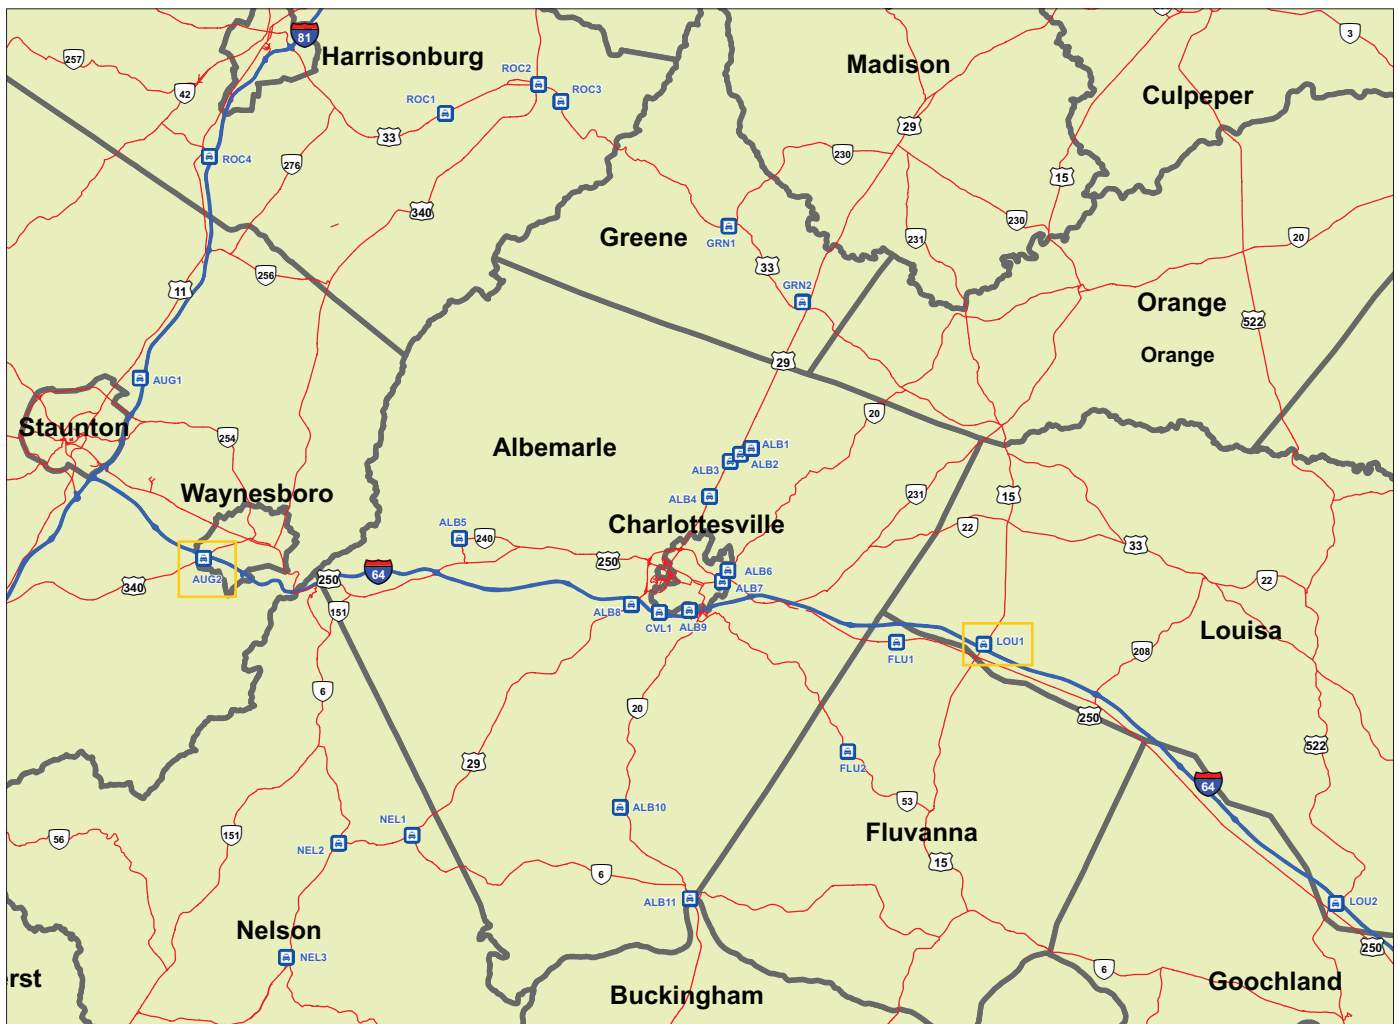 81
3
257
Harrisonburg
Madison
ROC2
Culpeper
42
ROC3
ROC1
29
33
230
ROC4
276
15
340
230
Greene
GRN1
231
20
33
256
GRN2
11
Orange
522
Orange
29
AUG1
20
Staunton
254
Albemarle
ALB1
ALB3
ALB2
Waynesboro
ALB4
231
15
Charlottesville
ALB5
240
22
33
250
AUG2
64
ALB6
250
22
340
ALB7
151
ALB8
CVL1
ALB9
Louisa
LOU1
FLU1
208
6
20
250
522
29
FLU2
64
53
ALB10
NEL1
Fluvanna
151
56
NEL2
15
6
ALB11
LOU2
Nelson
250
NEL3
6
erst
Goochland
Buckingham